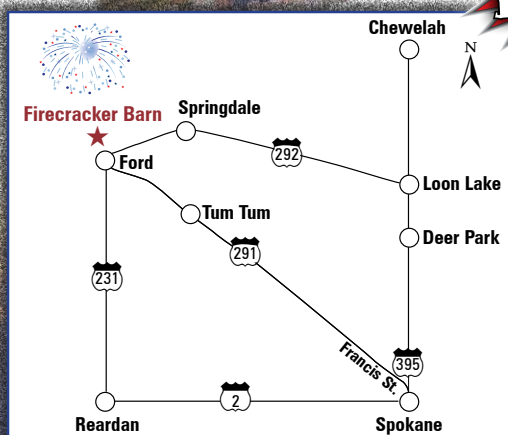 Chewelah
N
Firecracker Barn
Springdale
292
Ford
Loon Lake
Tum Tum
Deer Park
291
231
Francis St.
395
2
Reardan
Spokane